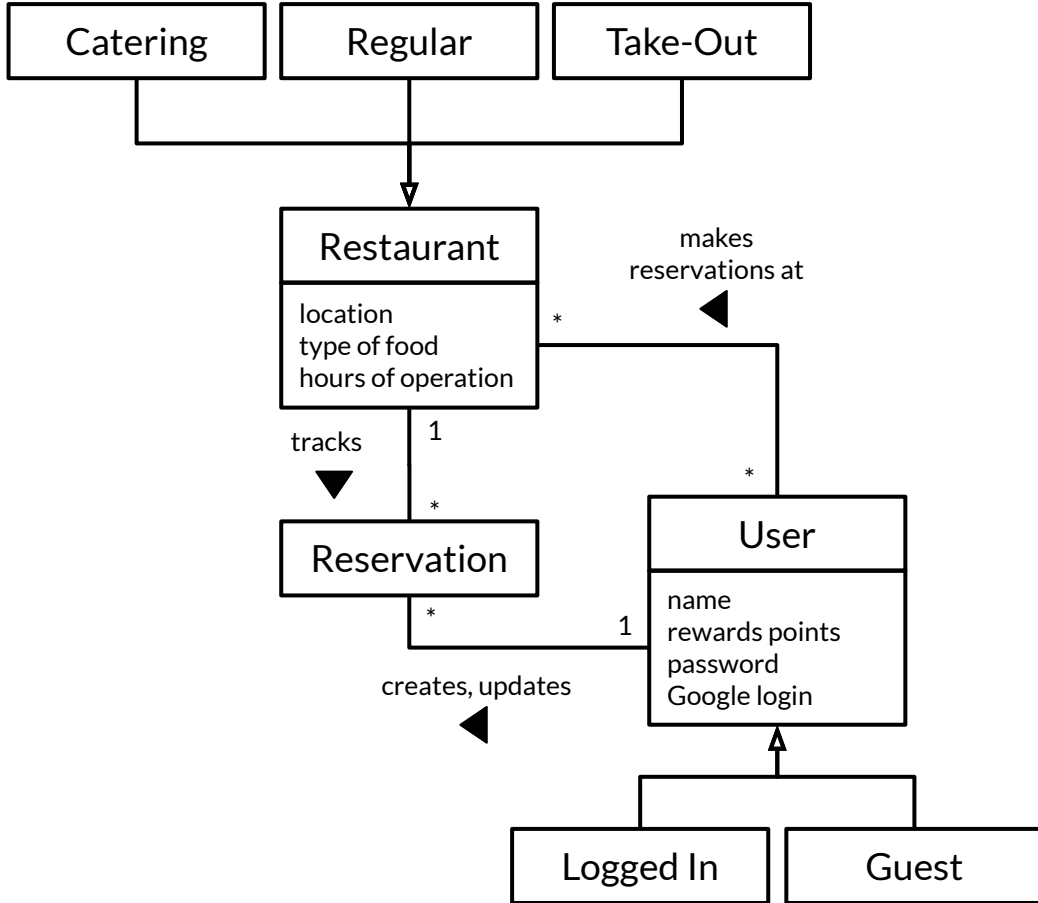 Catering
Regular
Take-Out
Restaurant
location
type of food
hours of operation
makes
reservations at
*
1
tracks
*
*
Reservation
User
name
rewards points
password
Google login
*
1
creates, updates
Logged In
Guest